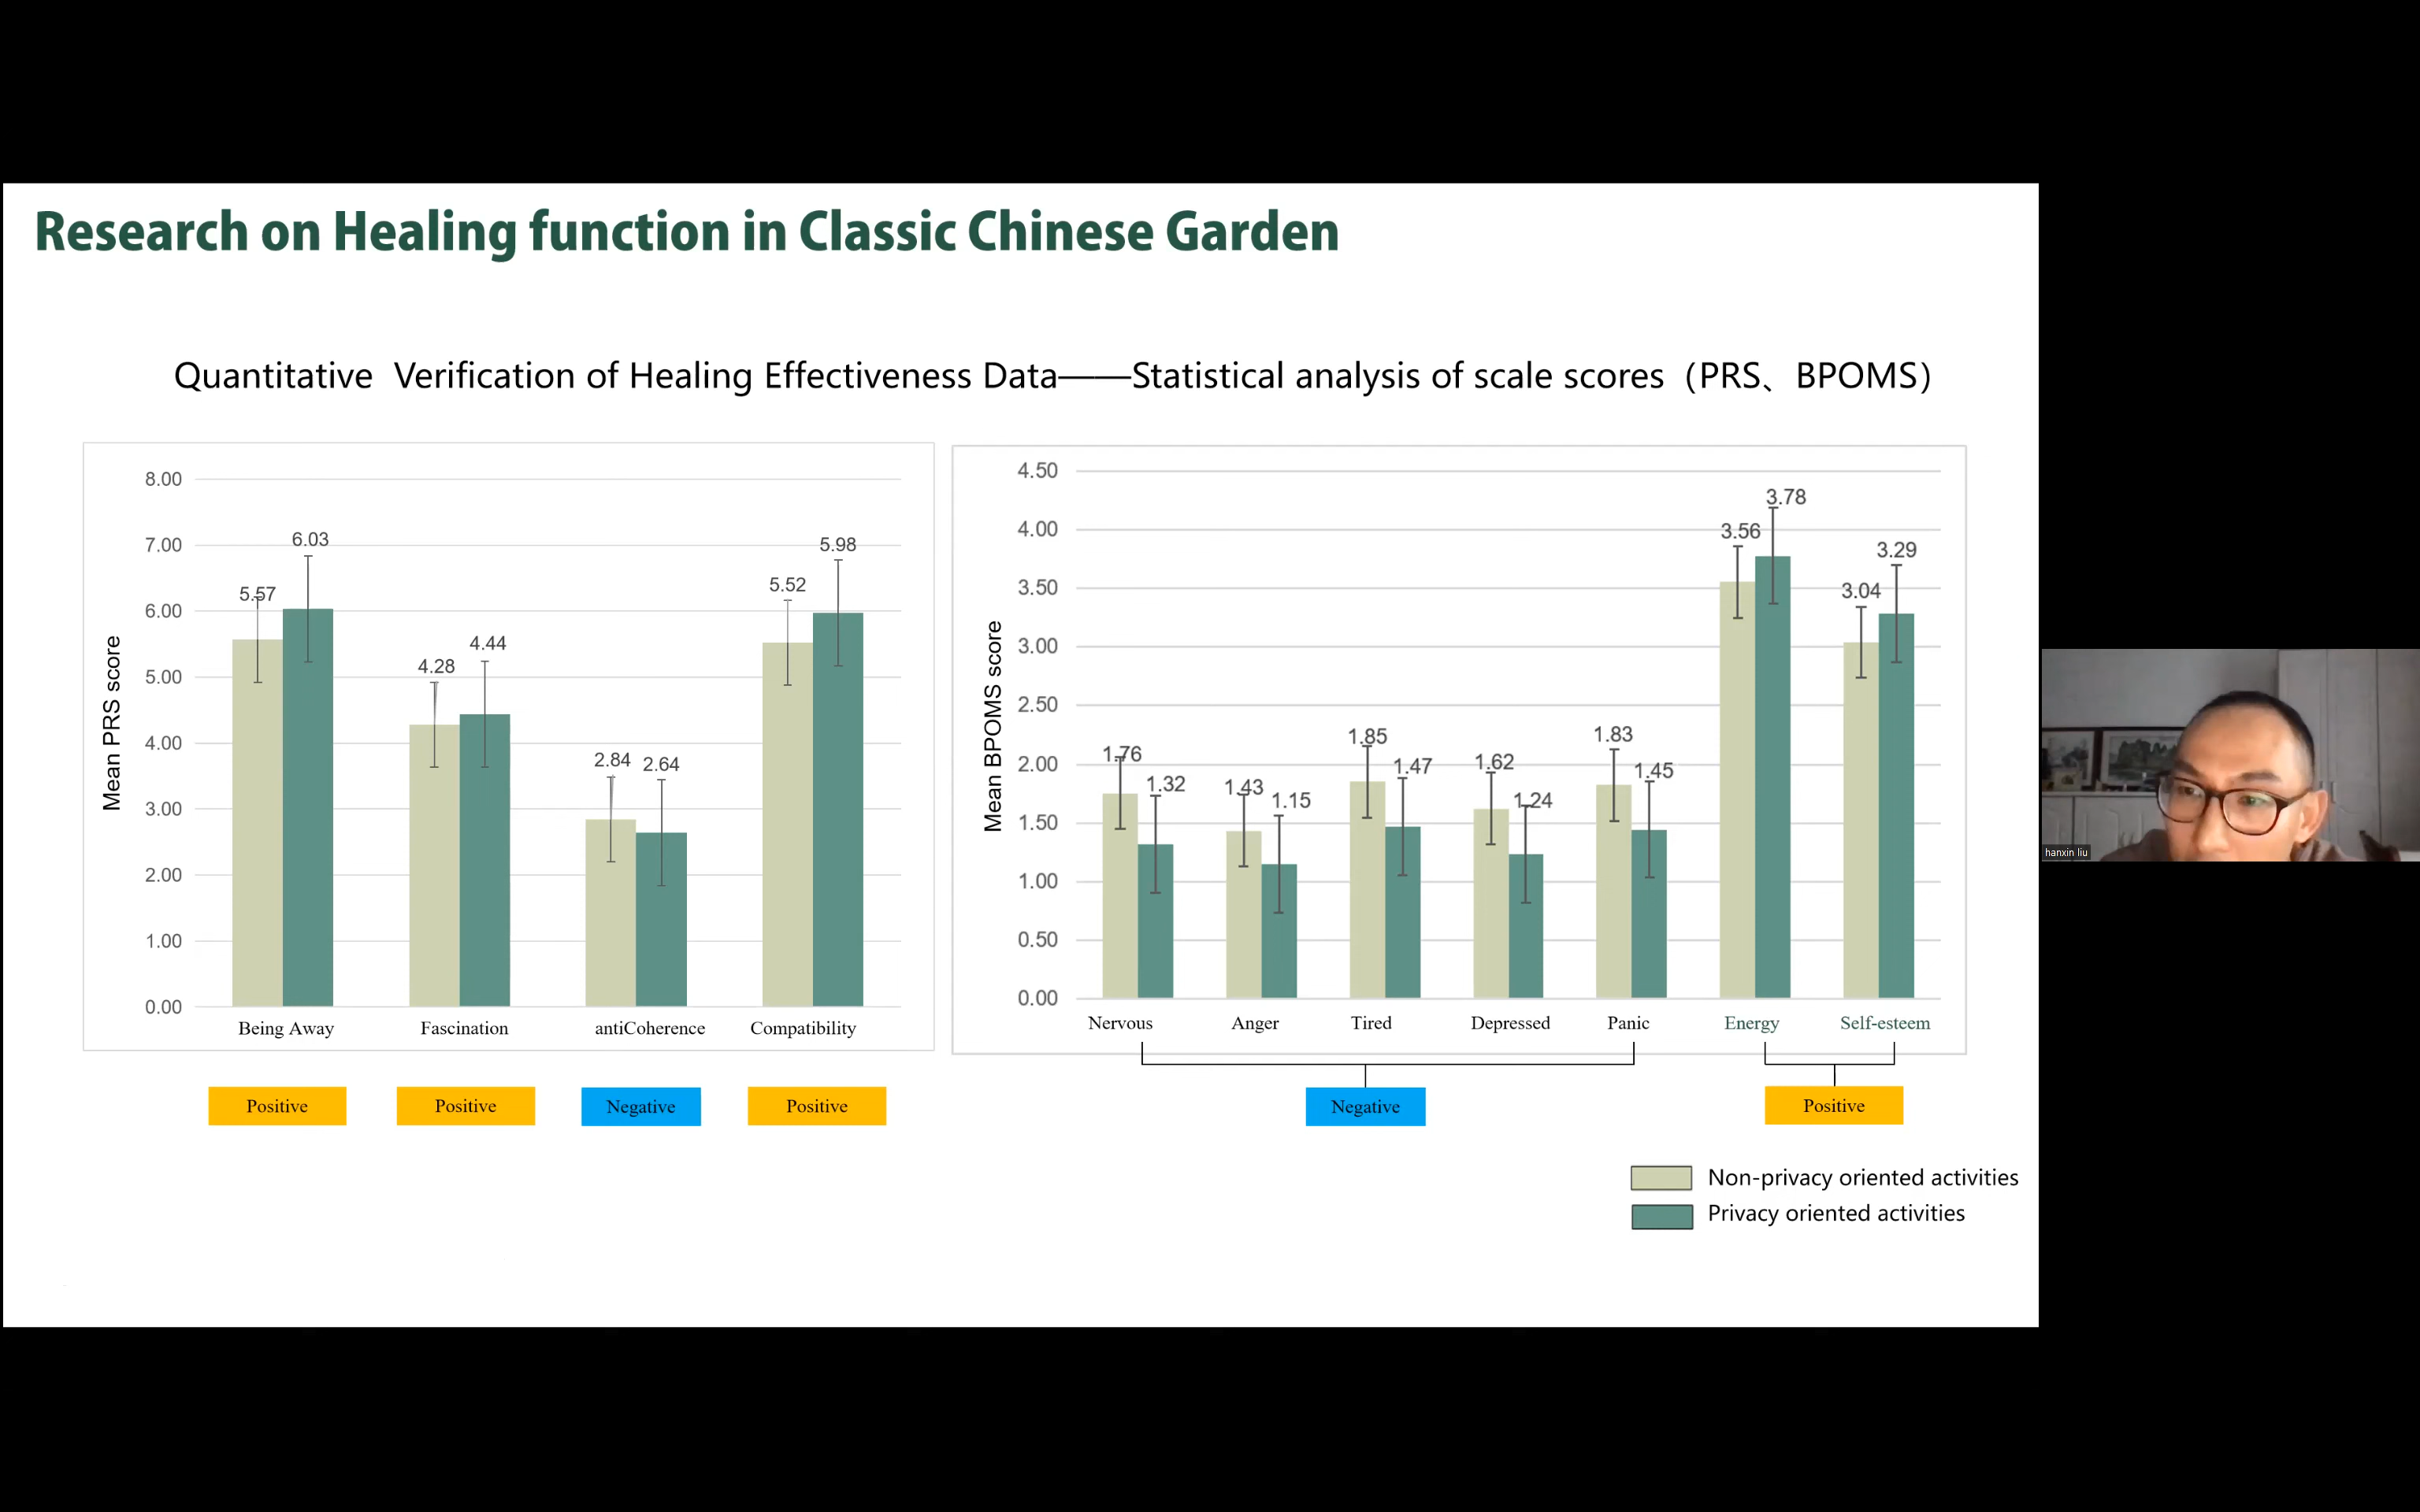 Research on Healing function in Classic Chinese Garden
Quantitative Verification of Healing Effectiveness Data——Statistical analysis of scale scores（PRS、BPOMS）
Mean PRS score
8.00
7.00
6.00
5.00
4.00
3.00
2.00
1.00
0.00
5.57
6.03
4.28
4.44
2.84
2.64
5.52
5.98
Being Away
Fascination
antiCoherence
Compatibility
Positive
Positive
Negative
Positive
Mean BPOMS score
4.50
4.00
3.50
3.00
2.50
2.00
1.50
1.00
0.50
0.00
1.76
1.32
1.43
1.15
1.85
1.47
1.62
1.24
1.83
1.45
3.56
3.78
3.04
3.29
Nervous
Anger
Tired
Depressed
Panic
Energy
Self-esteem
Negative
Positive
Non-privacy oriented activities
Privacy oriented activities
hanxin liu